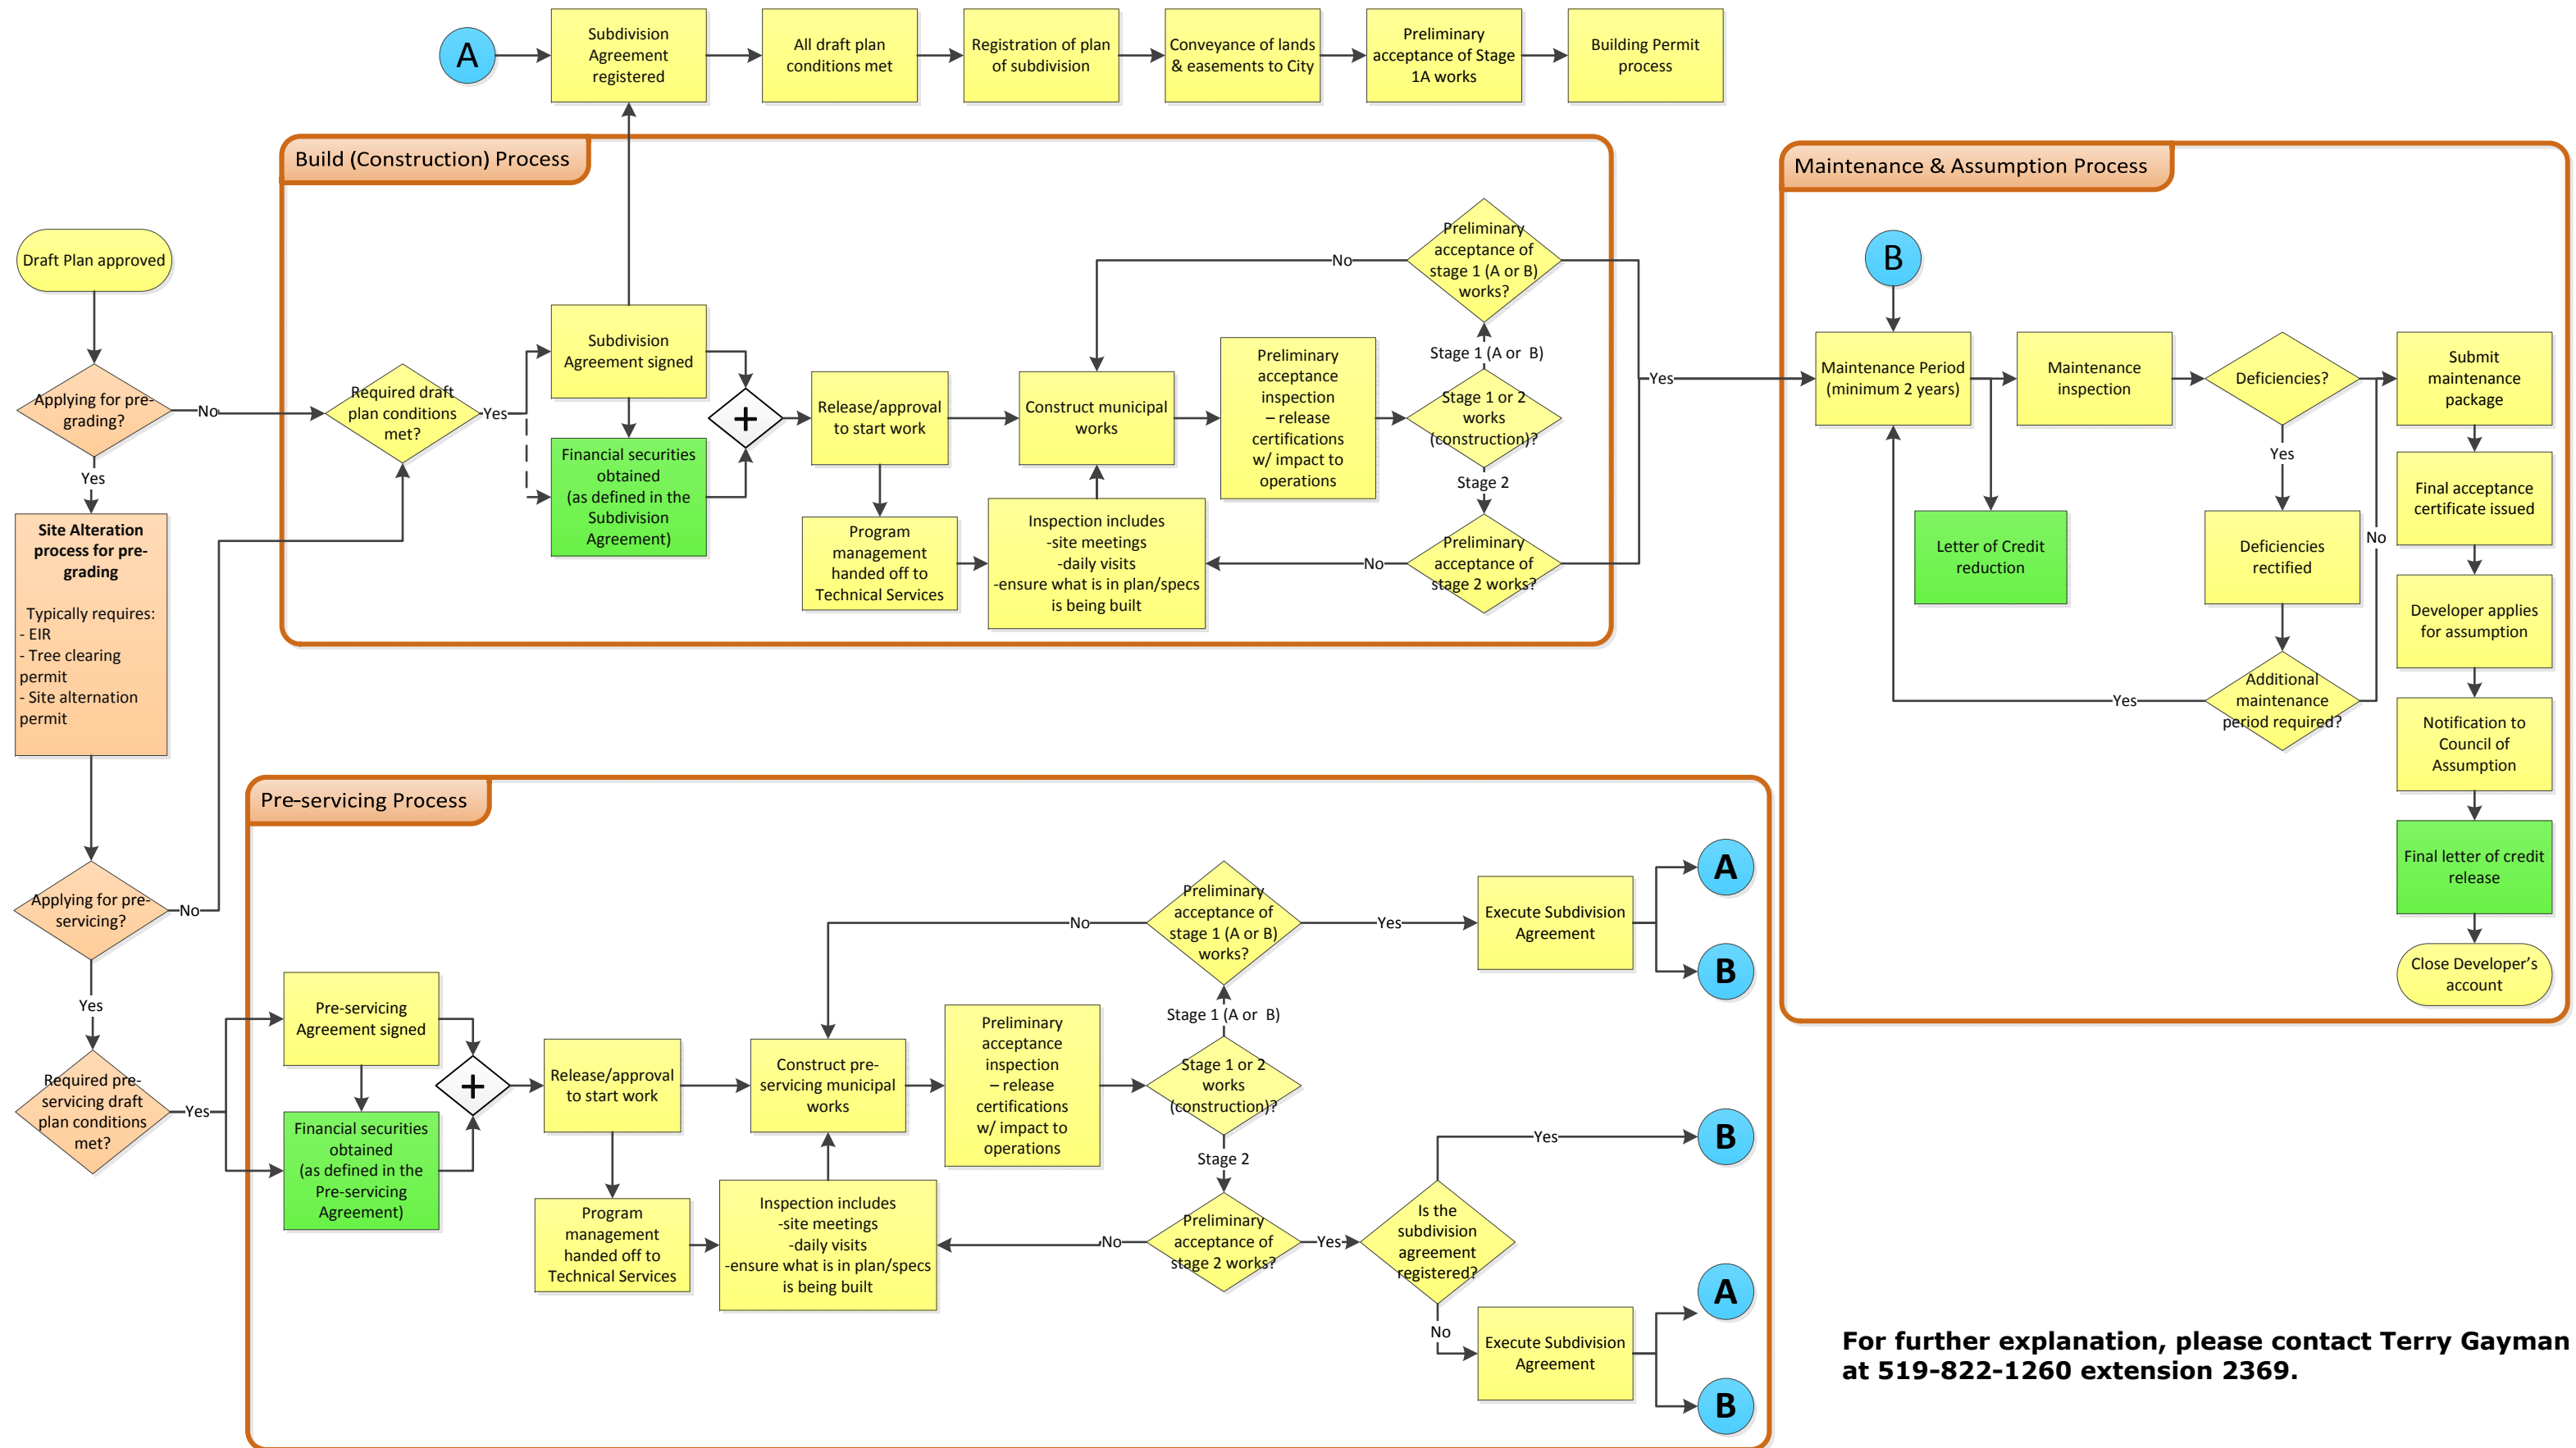 A
Subdivision
Agreement
registered
All draft plan
conditions met
Registration of plan
of subdivision
Conveyance of lands
& easements to City
Preliminary
acceptance of Stage
1A works
Building Permit
process
Build (Construction) Process
Draft Plan approved
Applying for pre-
grading?
No
Yes
Site Alteration
process for pre-
grading
Typically requires:
- EIR
- Tree clearing
permit
- Site alternation
permit
Applying for pre-
servicing?
No
Yes
Required pre-
servicing draft
plan conditions
met?
Yes
Required draft
plan conditions
met?
Yes
Subdivision
Agreement signed
Financial securities
obtained
(as defined in the
Subdivision
Agreement)
+
Release/approval
to start work
Program
management
handed off to
Technical Services
Construct municipal
works
Inspection includes
-site meetings
-daily visits
-ensure what is in plan/specs
is being built
Preliminary
acceptance
inspection
– release
certifications
w/ impact to
operations
Preliminary
acceptance of
stage 1 (A or B)
works?
No
Stage 1 (A or  B)
Stage 1 or 2
works
(construction)?
Stage 2
Preliminary
acceptance of
stage 2 works?
No
Yes
Maintenance & Assumption Process
B
Maintenance Period
(minimum 2 years)
Maintenance
inspection
Deficiencies?
Yes
Letter of Credit
reduction
Deficiencies
rectified
Additional
maintenance
period required?
Yes
No
Submit
maintenance
package
Final acceptance
certificate issued
Developer applies
for assumption
Notification to
Council of
Assumption
Final letter of credit
release
Close Developer's
account
Pre-servicing Process
Pre-servicing
Agreement signed
Financial securities
obtained
(as defined in the
Pre-servicing
Agreement)
+
Release/approval
to start work
Program
management
handed off to
Technical Services
Construct pre-
servicing municipal
works
Inspection includes
-site meetings
-daily visits
-ensure what is in plan/specs
is being built
Preliminary
acceptance
inspection
– release
certifications
w/ impact to
operations
Preliminary
acceptance of
stage 1 (A or B)
works?
No
Yes
Stage 1 (A or  B)
Stage 1 or 2
works
(construction)?
Stage 2
Preliminary
acceptance of
stage 2 works?
No
Yes
Execute Subdivision
Agreement
A
B
Is the
subdivision
agreement
registered?
Yes
B
No
Execute Subdivision
Agreement
A
B
For further explanation, please contact Terry Gayman
at 519-822-1260 extension 2369.